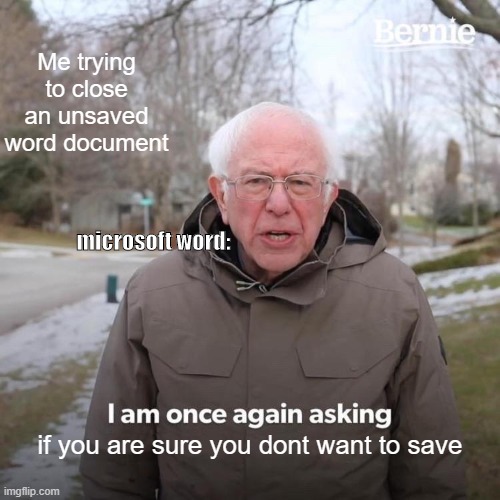 Bernie
Me trying
to close
an unsaved
word document
microsoft word:
I am once again asking
if you are sure you dont want to save
imgflip.com